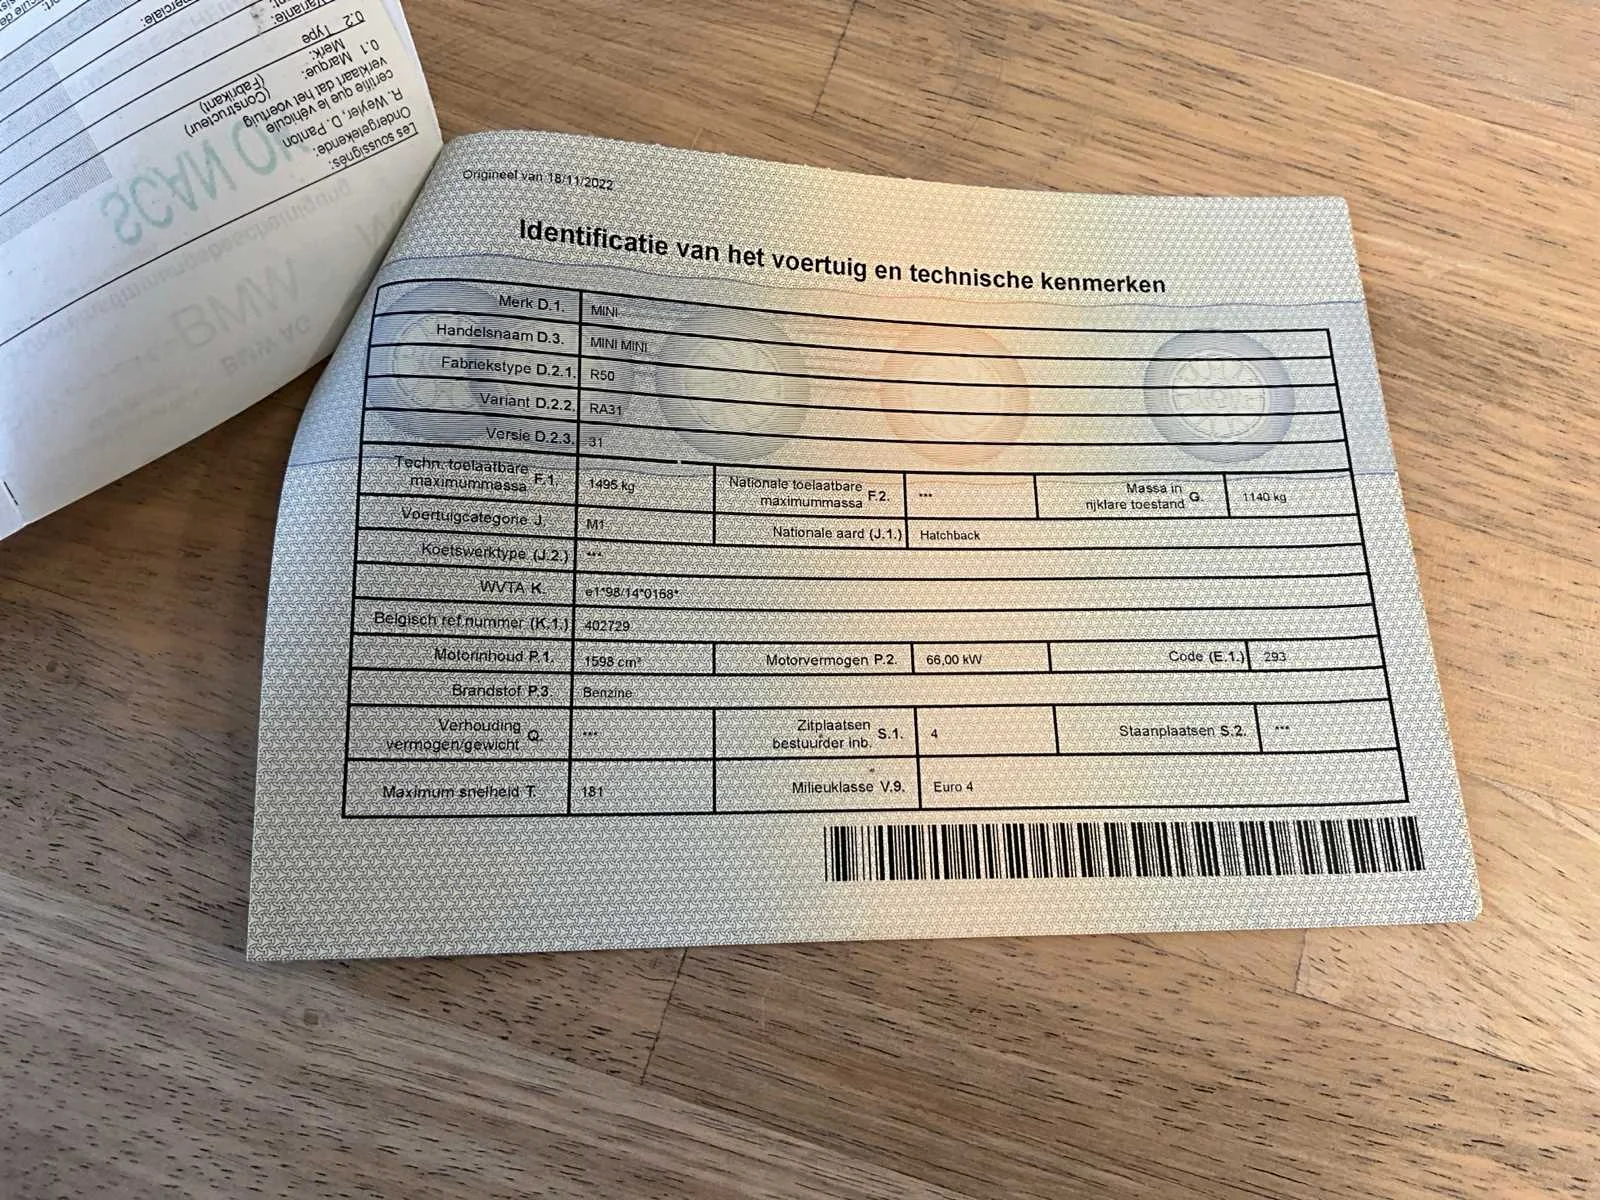 Les soussignés:
Ondergetekende:
R. Weyler, D. Panton
certifie que le véhicule (Constructeur)
verklaart dat het voertuig (Fabrikant)
0.1 Marque:
Merk:
0.2 Type
Variante:
SCAN
BMW
BMW AG
Origineel van 18/11/2022
Identificatie van het voertuig en technische kenmerken
Merk D.1. MINI
Handelsnaam D.3. MINI MINI
Fabriekstype D.2.1. R50
Variant D.2.2. RA31
Versie D.2.3. 31
Techn. toelaatbare maximummassa F.1. 1495 kg Nationale toelaatbare maximummassa F.2. *** Massa in rijklare toestand G. 1140 kg
Voertuigcategorie J. M1 Nationale aard (J.1.) Hatchback
Koetswerktype (J.2.) ***
WVTA K. e1*98/14*0168*
Belgisch ref.nummer (K.1.) 402729
Motorinhoud P.1. 1598 cm³ Motorvermogen P.2. 66,00 kW Code (E.1.) 293
Brandstof P.3. Benzine
Verhouding vermogen/gewicht Q. *** Zitplaatsen bestuurder inb. S.1. 4 Staanplaatsen S.2. ***
Maximum snelheid T. 181 Milieuklasse V.9. Euro 4